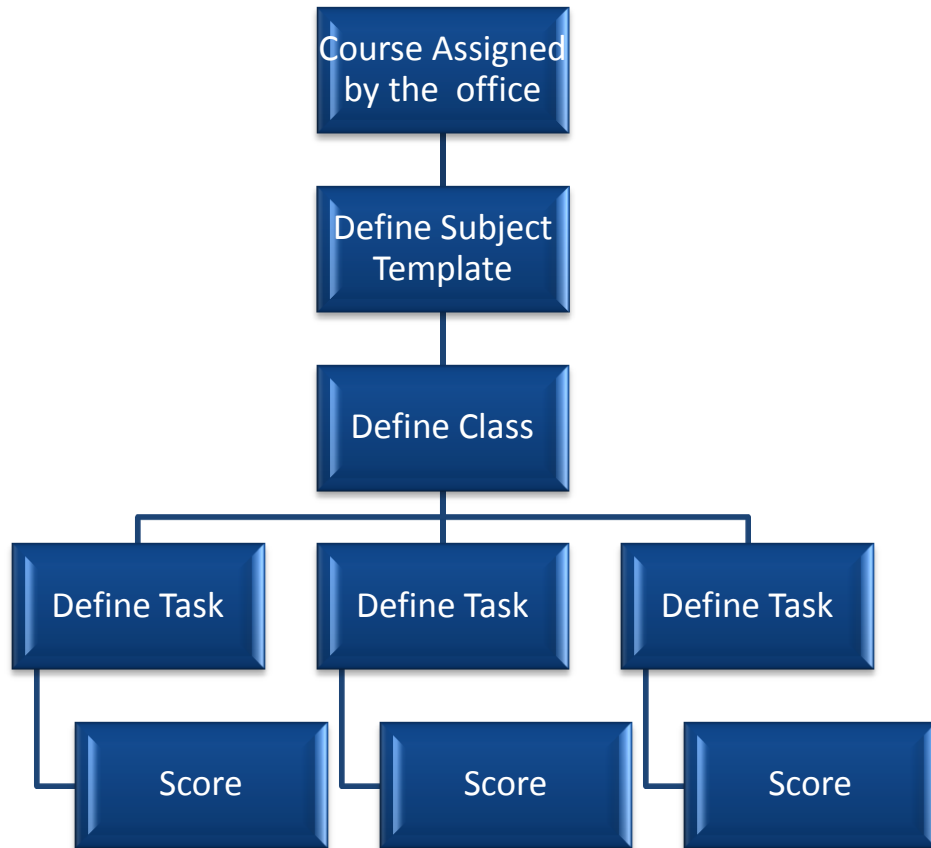 Course Assigned
by the office
Define Subject
Template
Define Class
Define Task
Define Task
Define Task
Score
Score
Score